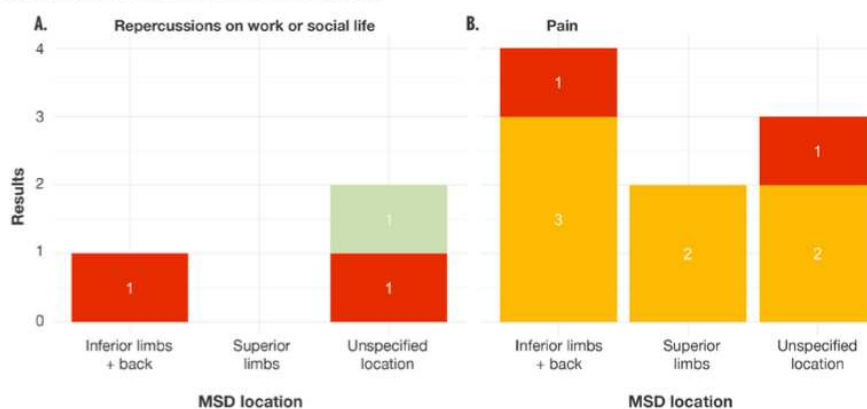 A.
Repercussions on work or social life
B.
Pain
Results
4
3
2
1
0
1
1
1
1
3
2
1
2
Inferior limbs
+ back
Superior
limbs
Unspecified
location
Inferior limbs
+ back
Superior
limbs
Unspecified
location
MSD location
MSD location